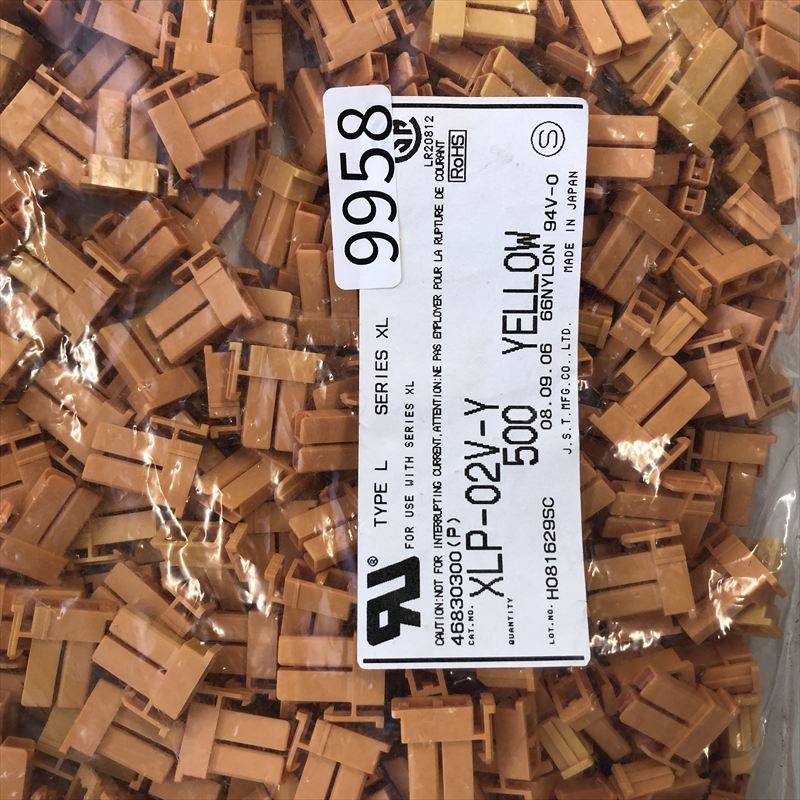 9958
LR20812
RoHS
S
TYPE L SERIES XL
FOR USE WITH SERIES XL
CAUTION:NOT FOR INTERRUPTING CURRENT.ATTENTION:NE PAS EMPLOYER POUR LA RUPTURE DE COURANT
46830300(P)
CAT.NO. XLP-02V-Y
QUANTITY 500 YELLOW
08.09.06 66NYLON 94V-0
LOT.NO. H081629SC J.S.T.MFG.CO.,LTD. MADE IN JAPAN